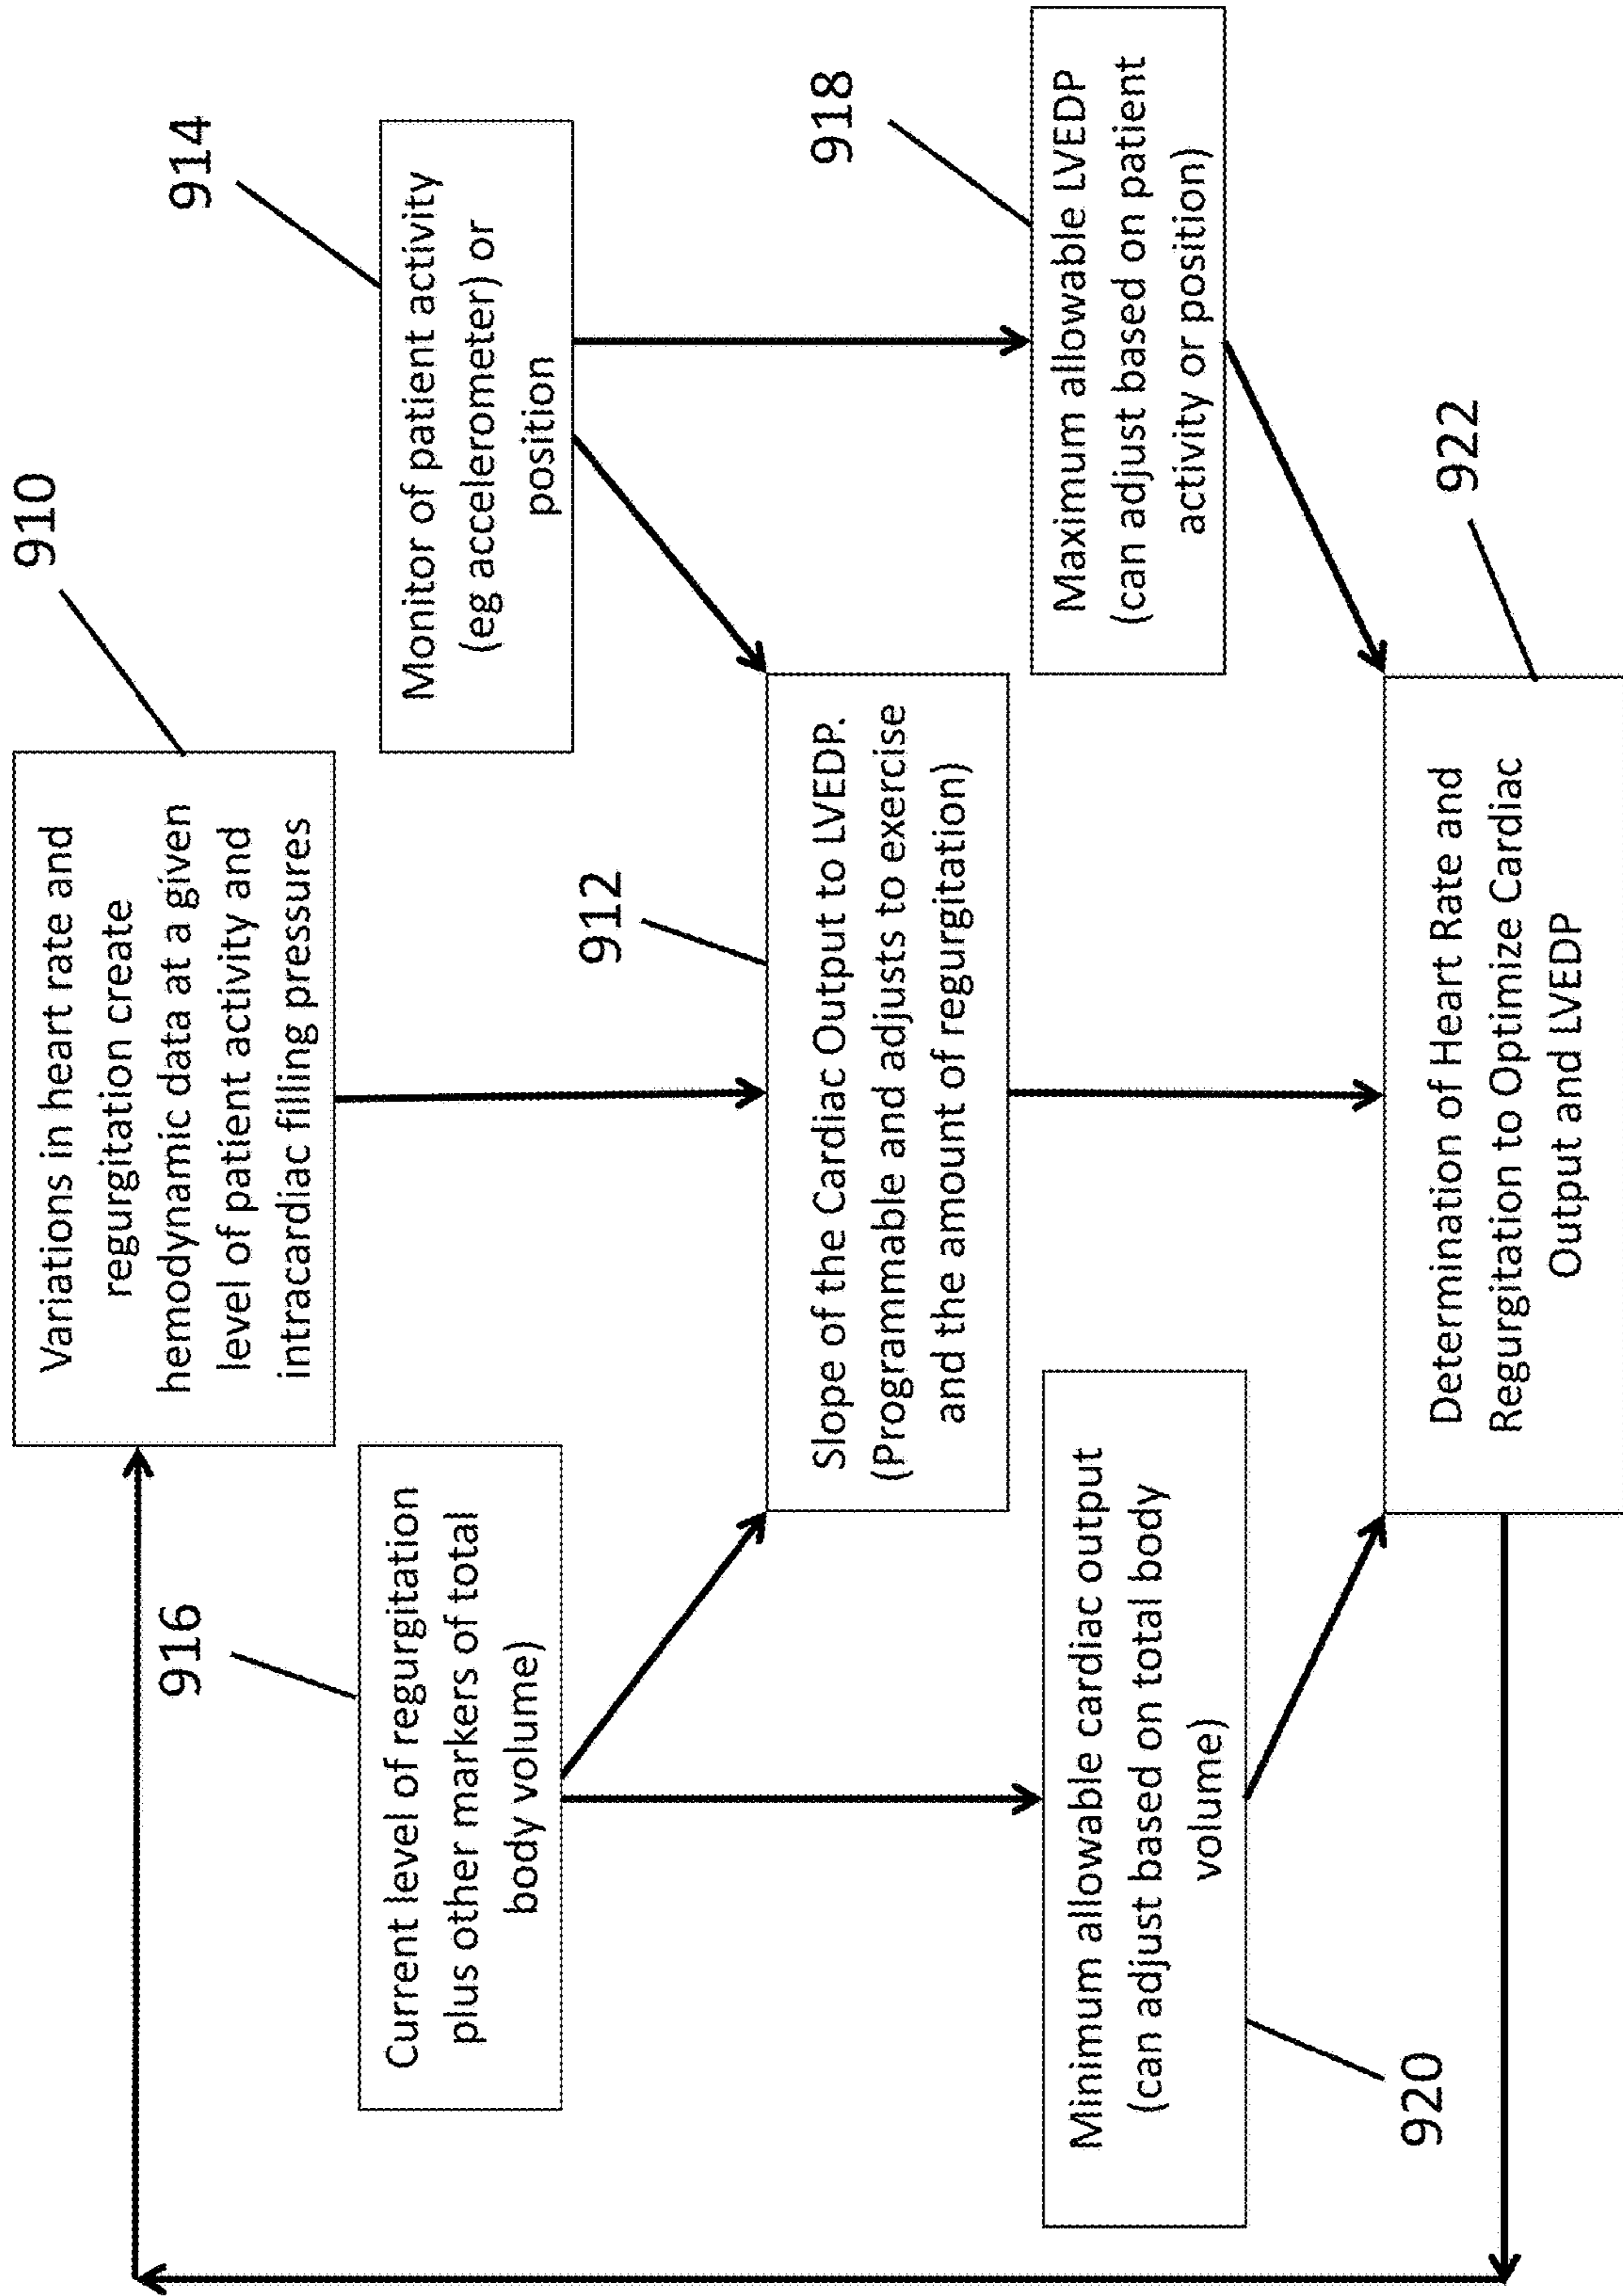 910
Variations in heart rate and
regurgitation create
hemodynamic data at a given
level of patient activity and
intracardiac filling pressures
916
Current level of regurgitation
plus other markers of total
body volume)
914
Monitor of patient activity
(eg accelerometer) or
position
912
Slope of the Cardiac Output to LVEDP.
(Programmable and adjusts to exercise
and the amount of regurgitation)
920
Minimum allowable cardiac output
(can adjust based on total body
volume)
918
Maximum allowable LVEDP
(can adjust based on patient
activity or position)
922
Determination of Heart Rate and
Regurgitation to Optimize Cardiac
Output and LVEDP